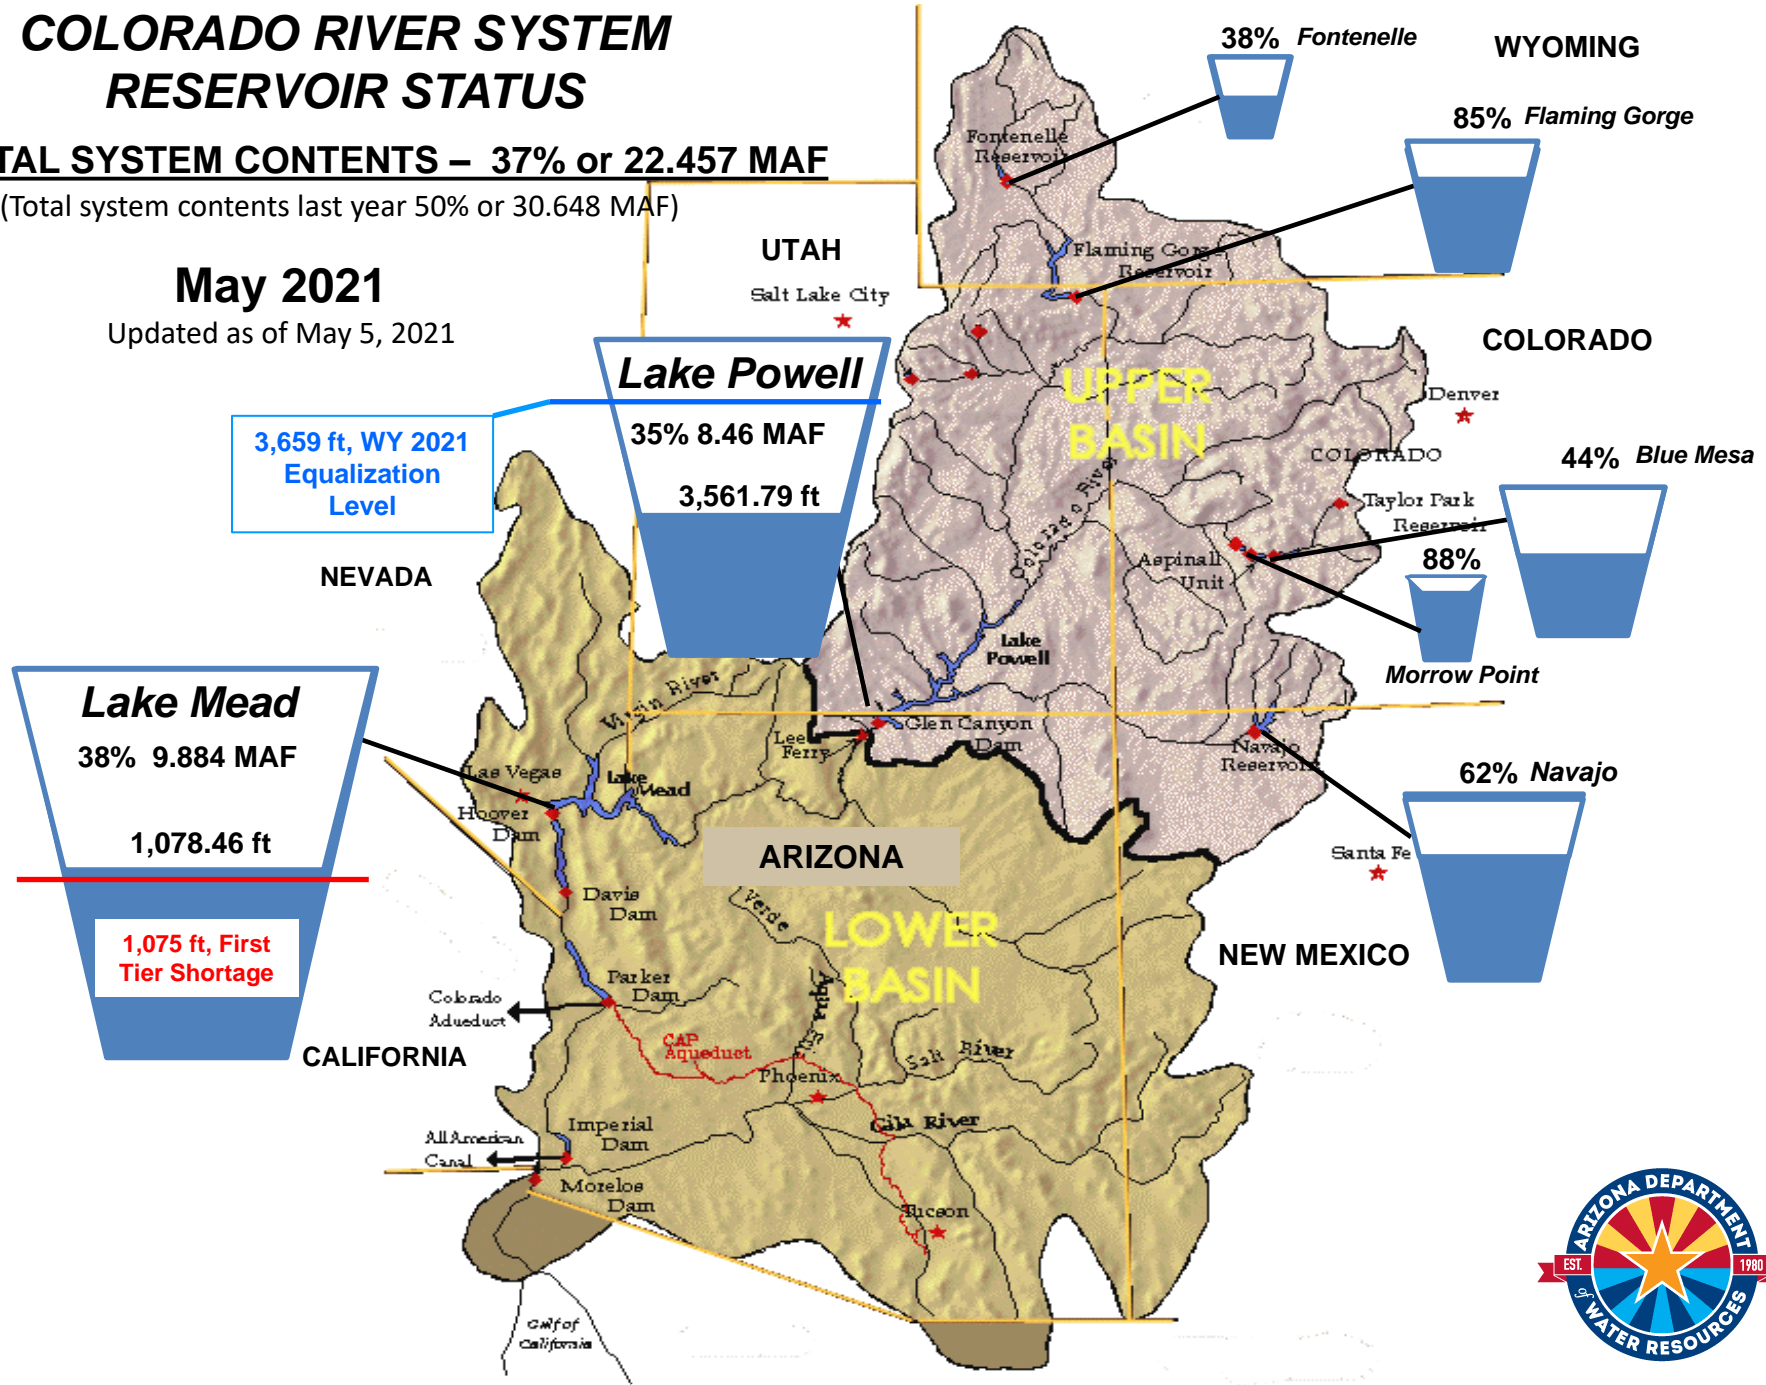 COLORADO RIVER SYSTEM
RESERVOIR STATUS
TAL SYSTEM CONTENTS – 37% or 22.457 MAF
(Total system contents last year 50% or 30.648 MAF)
May 2021
Updated as of May 5, 2021
38% Fontenelle
WYOMING
85% Flaming Gorge
Fontenelle
Reservoir
UTAH
Salt Lake City
Flaming Gorge
Reservoir
COLORADO
Lake Powell
35% 8.46 MAF
3,561.79 ft
3,659 ft, WY 2021
Equalization
Level
UPPER
BASIN
Denver
COLORADO
44% Blue Mesa
Taylor Park
Reservoir
Colorado River
Aspinall
Unit
88%
Morrow Point
NEVADA
Lake
Powell
Virgin River
Glen Canyon
Dam
Lee
Ferry
Navajo
Reservoir
62% Navajo
Lake Mead
38% 9.884 MAF
1,078.46 ft
1,075 ft, First
Tier Shortage
Las Vegas
Lake
Mead
Hoover
Dam
ARIZONA
Santa Fe
Davis
Dam
Verde
LOWER
BASIN
NEW MEXICO
Parker
Dam
Colorado
Aqueduct
Agua Fria
CALIFORNIA
CAP
Aqueduct
Salt River
Phoenix
Gila River
Imperial
Dam
All American
Canal
Morelos
Dam
Tucson
Gulf of
California
ARIZONA DEPARTMENT
EST. 1980
of WATER RESOURCES